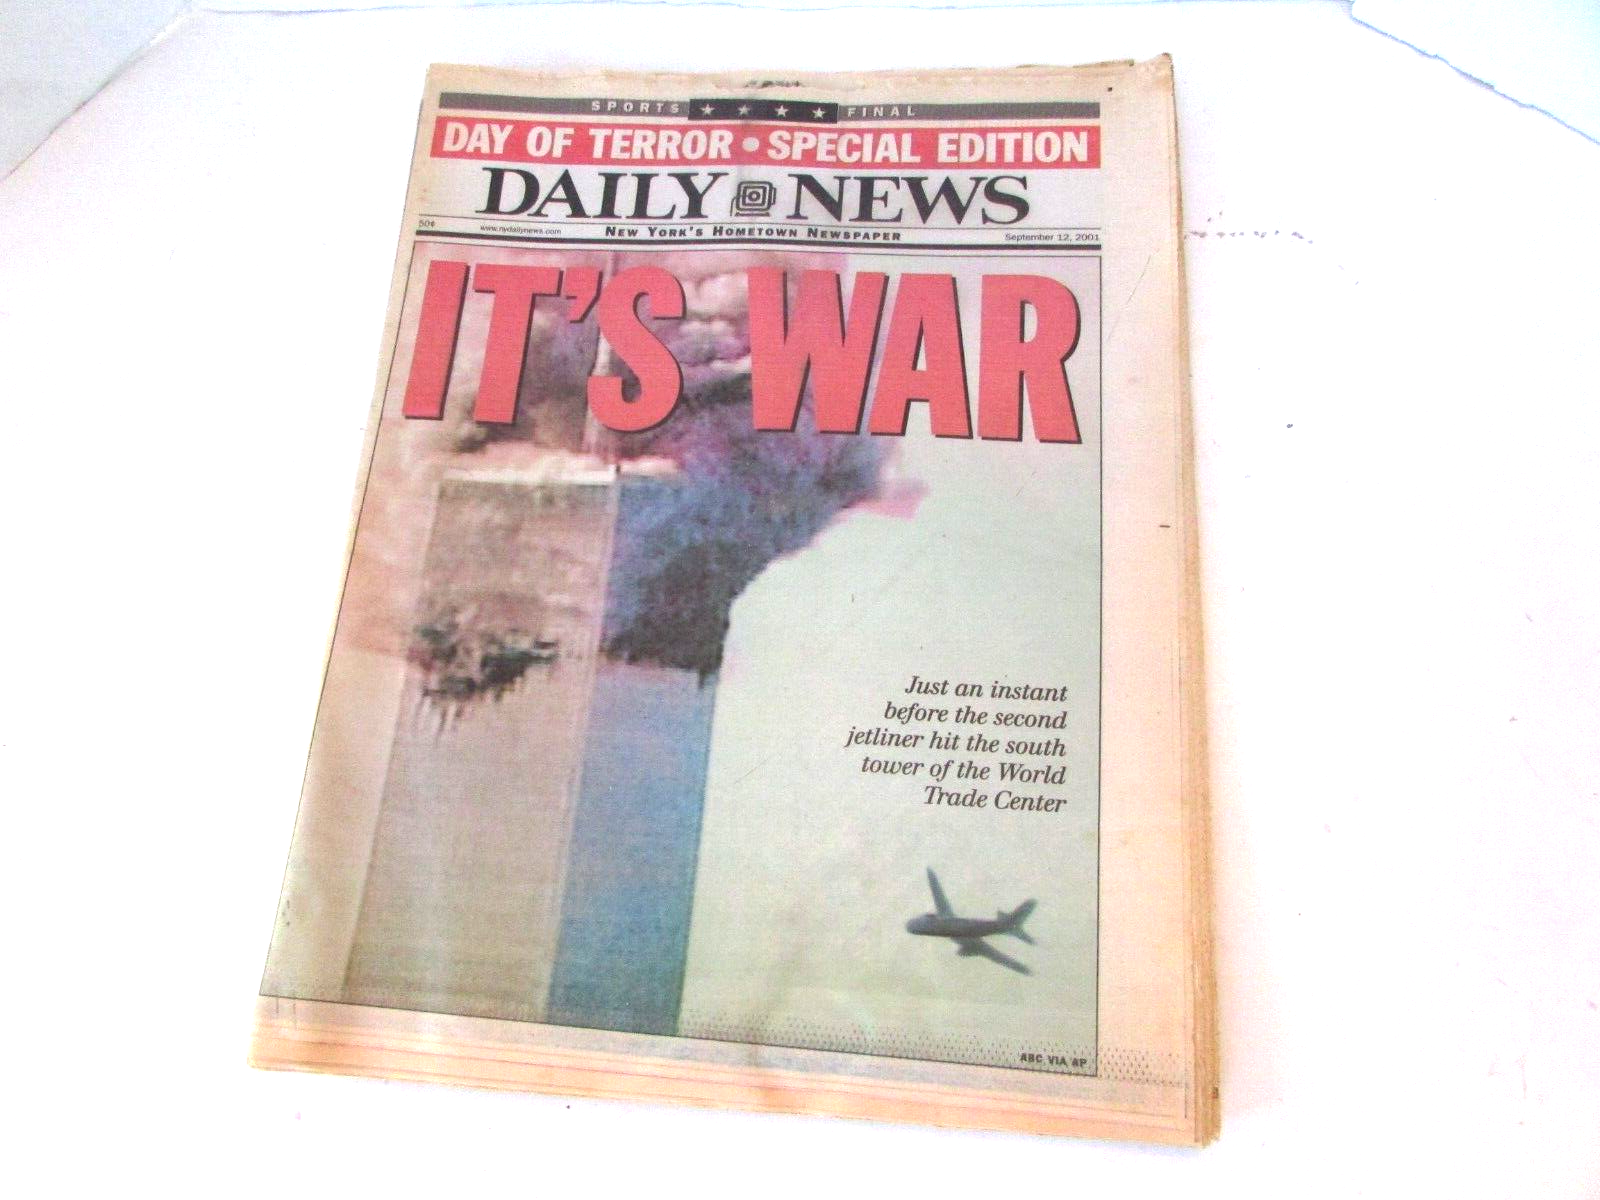 SPORTS ★ ★ ★ ★ FINAL
DAY OF TERROR • SPECIAL EDITION
DAILY NEWS
50¢ www.nydailynews.com NEW YORK'S HOMETOWN NEWSPAPER September 12, 2001
IT'S WAR
Just an instant
before the second
jetliner hit the south
tower of the World
Trade Center
ABC VIA AP